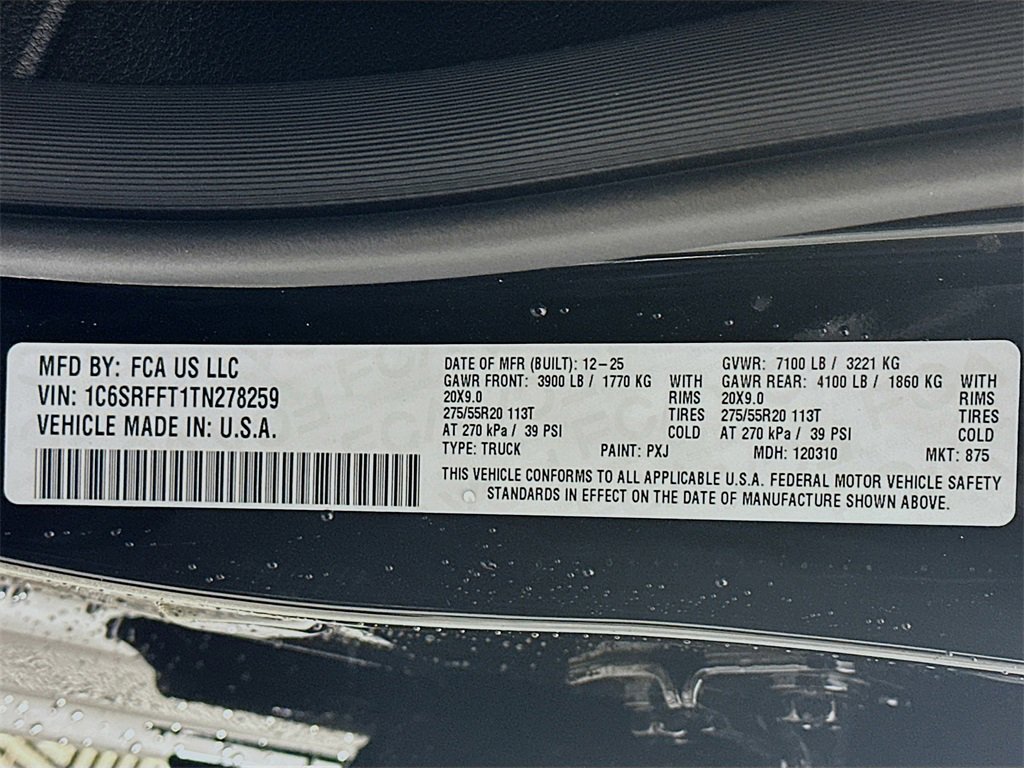 MFD BY: FCA US LLC
VIN: 1C6SRFFT1TN278259
VEHICLE MADE IN: U.S.A.
DATE OF MFR (BUILT): 12-25
GVWR: 7100 LB / 3221 KG
GAWR FRONT: 3900 LB / 1770 KG WITH
GAWR REAR: 4100 LB / 1860 KG WITH
20X9.0 RIMS
20X9.0 RIMS
275/55R20 113T TIRES
275/55R20 113T TIRES
AT 270 kPa / 39 PSI COLD
AT 270 kPa / 39 PSI COLD
TYPE: TRUCK PAINT: PXJ MDH: 120310 MKT: 875
THIS VEHICLE CONFORMS TO ALL APPLICABLE U.S.A. FEDERAL MOTOR VEHICLE SAFETY
STANDARDS IN EFFECT ON THE DATE OF MANUFACTURE SHOWN ABOVE.